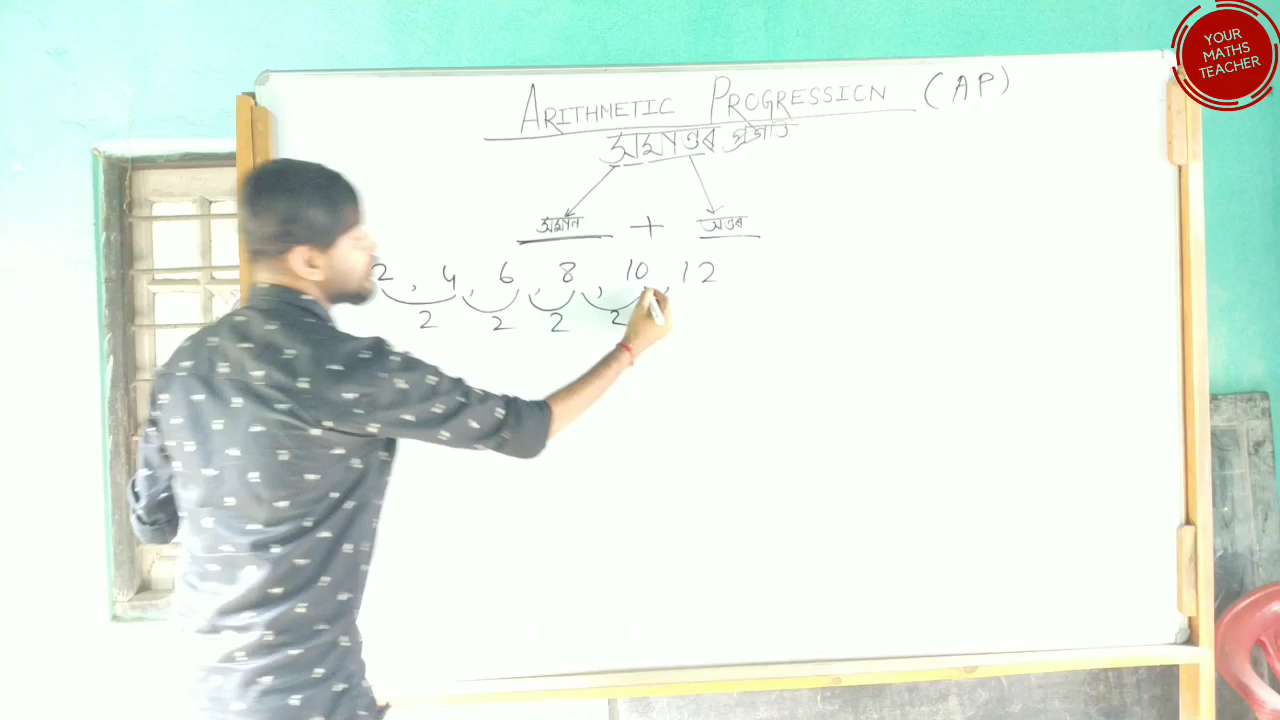 YOUR
MATHS
TEACHER
ARITHMETIC PROGRESSION (AP)
সমান্তৰ প্ৰগতি
সমান + অন্তৰ
2, 4, 6, 8, 10, 12
2 2 2 2